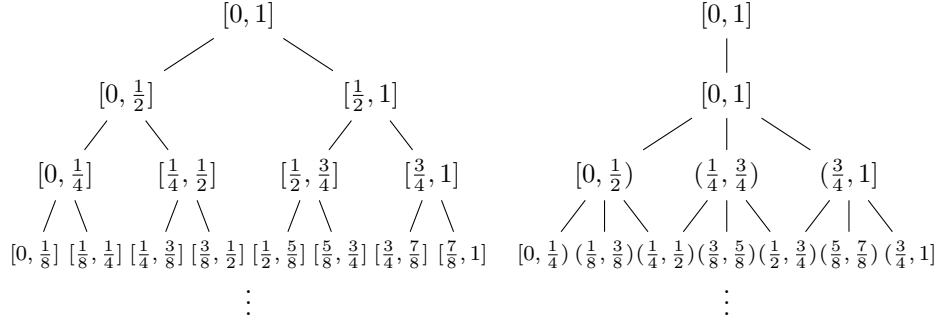 [0, 1] [0, 1]
[0, 1/2] [1/2, 1] [0, 1]
[0, 1/4] [1/4, 1/2] [1/2, 3/4] [3/4, 1] [0, 1/2) (1/4, 3/4) (3/4, 1]
[0, 1/8] [1/8, 1/4] [1/4, 3/8] [3/8, 1/2] [1/2, 5/8] [5/8, 3/4] [3/4, 7/8] [7/8, 1] [0, 1/4) (1/8, 3/8) (1/4, 1/2) (3/8, 5/8) (1/2, 3/4) (5/8, 7/8) (3/4, 1]
⋮ ⋮